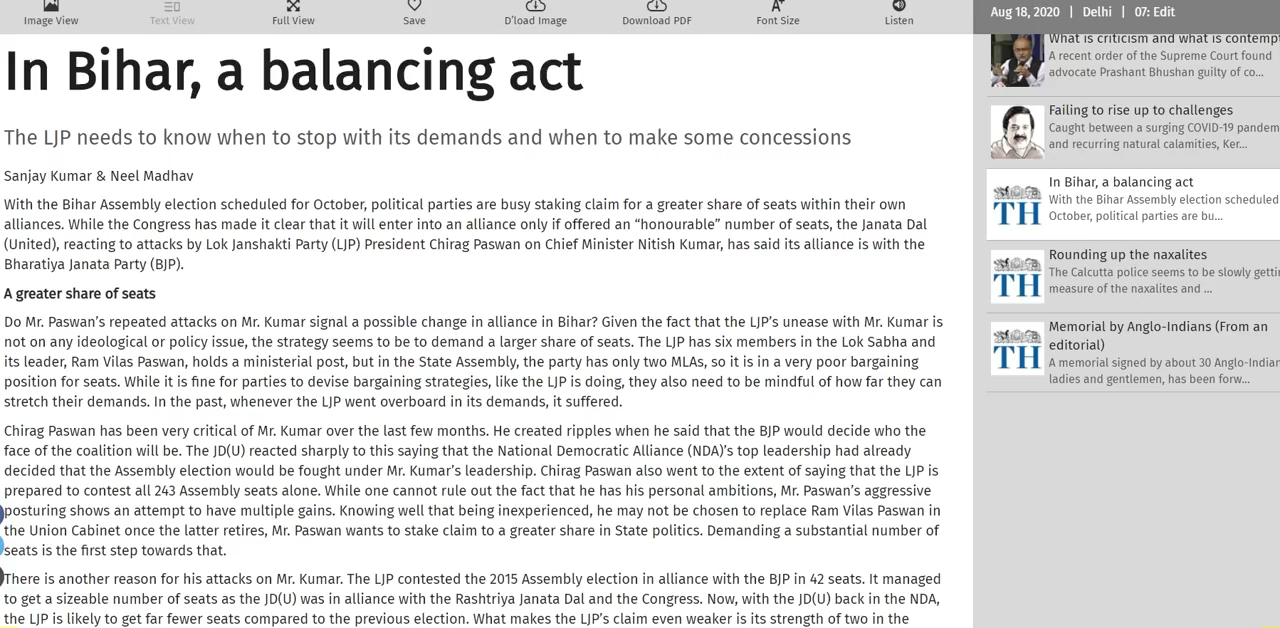 Image View
Text View
Full View
Save
D'load Image
Download PDF
Font Size
Listen
Aug 18, 2020 | Delhi | 07: Edit
In Bihar, a balancing act
The LJP needs to know when to stop with its demands and when to make some concessions
Sanjay Kumar & Neel Madhav
With the Bihar Assembly election scheduled for October, political parties are busy staking claim for a greater share of seats within their own
alliances. While the Congress has made it clear that it will enter into an alliance only if offered an “honourable” number of seats, the Janata Dal
(United), reacting to attacks by Lok Janshakti Party (LJP) President Chirag Paswan on Chief Minister Nitish Kumar, has said its alliance is with the
Bharatiya Janata Party (BJP).
A greater share of seats
Do Mr. Paswan’s repeated attacks on Mr. Kumar signal a possible change in alliance in Bihar? Given the fact that the LJP’s unease with Mr. Kumar is
not on any ideological or policy issue, the strategy seems to be to demand a larger share of seats. The LJP has six members in the Lok Sabha and
its leader, Ram Vilas Paswan, holds a ministerial post, but in the State Assembly, the party has only two MLAs, so it is in a very poor bargaining
position for seats. While it is fine for parties to devise bargaining strategies, like the LJP is doing, they also need to be mindful of how far they can
stretch their demands. In the past, whenever the LJP went overboard in its demands, it suffered.
Chirag Paswan has been very critical of Mr. Kumar over the last few months. He created ripples when he said that the BJP would decide who the
face of the coalition will be. The JD(U) reacted sharply to this saying that the National Democratic Alliance (NDA)’s top leadership had already
decided that the Assembly election would be fought under Mr. Kumar’s leadership. Chirag Paswan also went to the extent of saying that the LJP is
prepared to contest all 243 Assembly seats alone. While one cannot rule out the fact that he has his personal ambitions, Mr. Paswan’s aggressive
posturing shows an attempt to have multiple gains. Knowing well that being inexperienced, he may not be chosen to replace Ram Vilas Paswan in
the Union Cabinet once the latter retires, Mr. Paswan wants to stake claim to a greater share in State politics. Demanding a substantial number of
seats is the first step towards that.
There is another reason for his attacks on Mr. Kumar. The LJP contested the 2015 Assembly election in alliance with the BJP in 42 seats. It managed
to get a sizeable number of seats as the JD(U) was in alliance with the Rashtriya Janata Dal and the Congress. Now, with the JD(U) back in the NDA,
the LJP is likely to get far fewer seats compared to the previous election. What makes the LJP’s claim even weaker is its strength of two in the
What is criticism and what is contempt
A recent order of the Supreme Court found
advocate Prashant Bhushan guilty of co...
Failing to rise up to challenges
Caught between a surging COVID-19 pandem
and recurring natural calamities, Ker...
TH
In Bihar, a balancing act
With the Bihar Assembly election scheduled
October, political parties are bu...
TH
Rounding up the naxalites
The Calcutta police seems to be slowly getti
measure of the naxalites and ...
TH
Memorial by Anglo-Indians (From an
editorial)
A memorial signed by about 30 Anglo-Indian
ladies and gentlemen, has been forw...